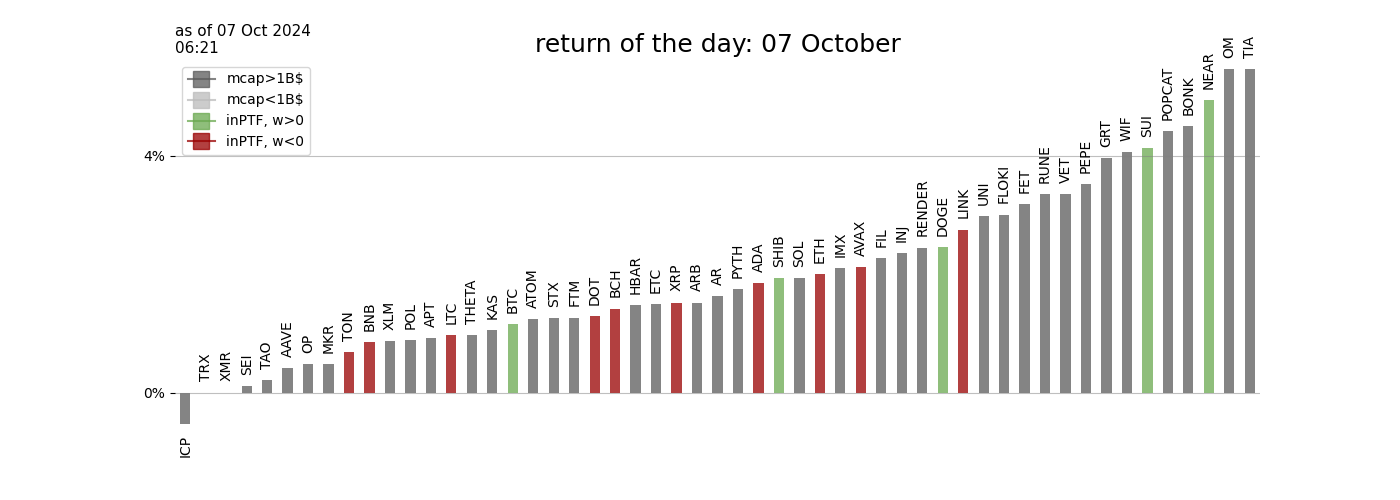 as of 07 Oct 2024
06:21
return of the day: 07 October
mcap>1B$
mcap<1B$
inPTF, w>0
inPTF, w<0
4%
0%
ICP
TRX
XMR
SEI
TAO
AAVE
OP
MKR
TON
BNB
XLM
POL
APT
LTC
THETA
KAS
BTC
ATOM
STX
FTM
DOT
BCH
HBAR
ETC
XRP
ARB
AR
PYTH
ADA
SHIB
SOL
ETH
IMX
AVAX
FIL
INJ
RENDER
DOGE
LINK
UNI
FLOKI
FET
RUNE
VET
PEPE
GRT
WIF
SUI
POPCAT
BONK
NEAR
OM
TIA